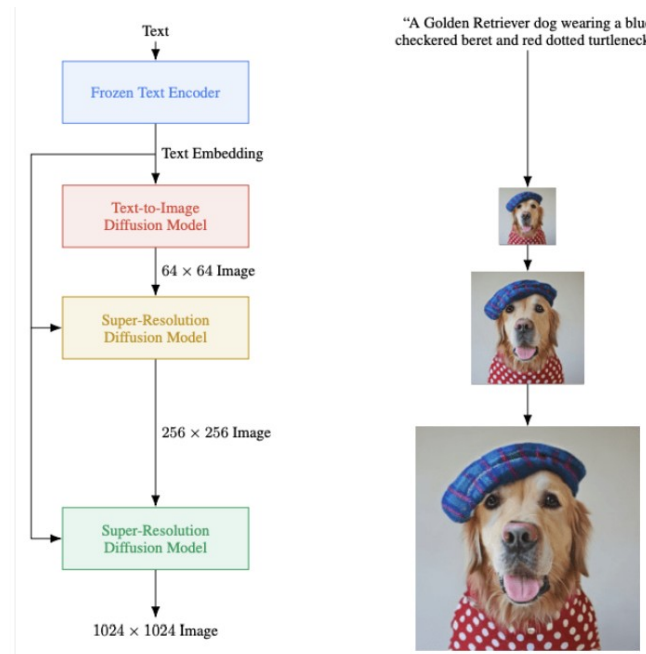 Text
Frozen Text Encoder
Text Embedding
Text-to-Image
Diffusion Model
64 × 64 Image
Super-Resolution
Diffusion Model
256 × 256 Image
Super-Resolution
Diffusion Model
1024 × 1024 Image
“A Golden Retriever dog wearing a blue
checkered beret and red dotted turtleneck